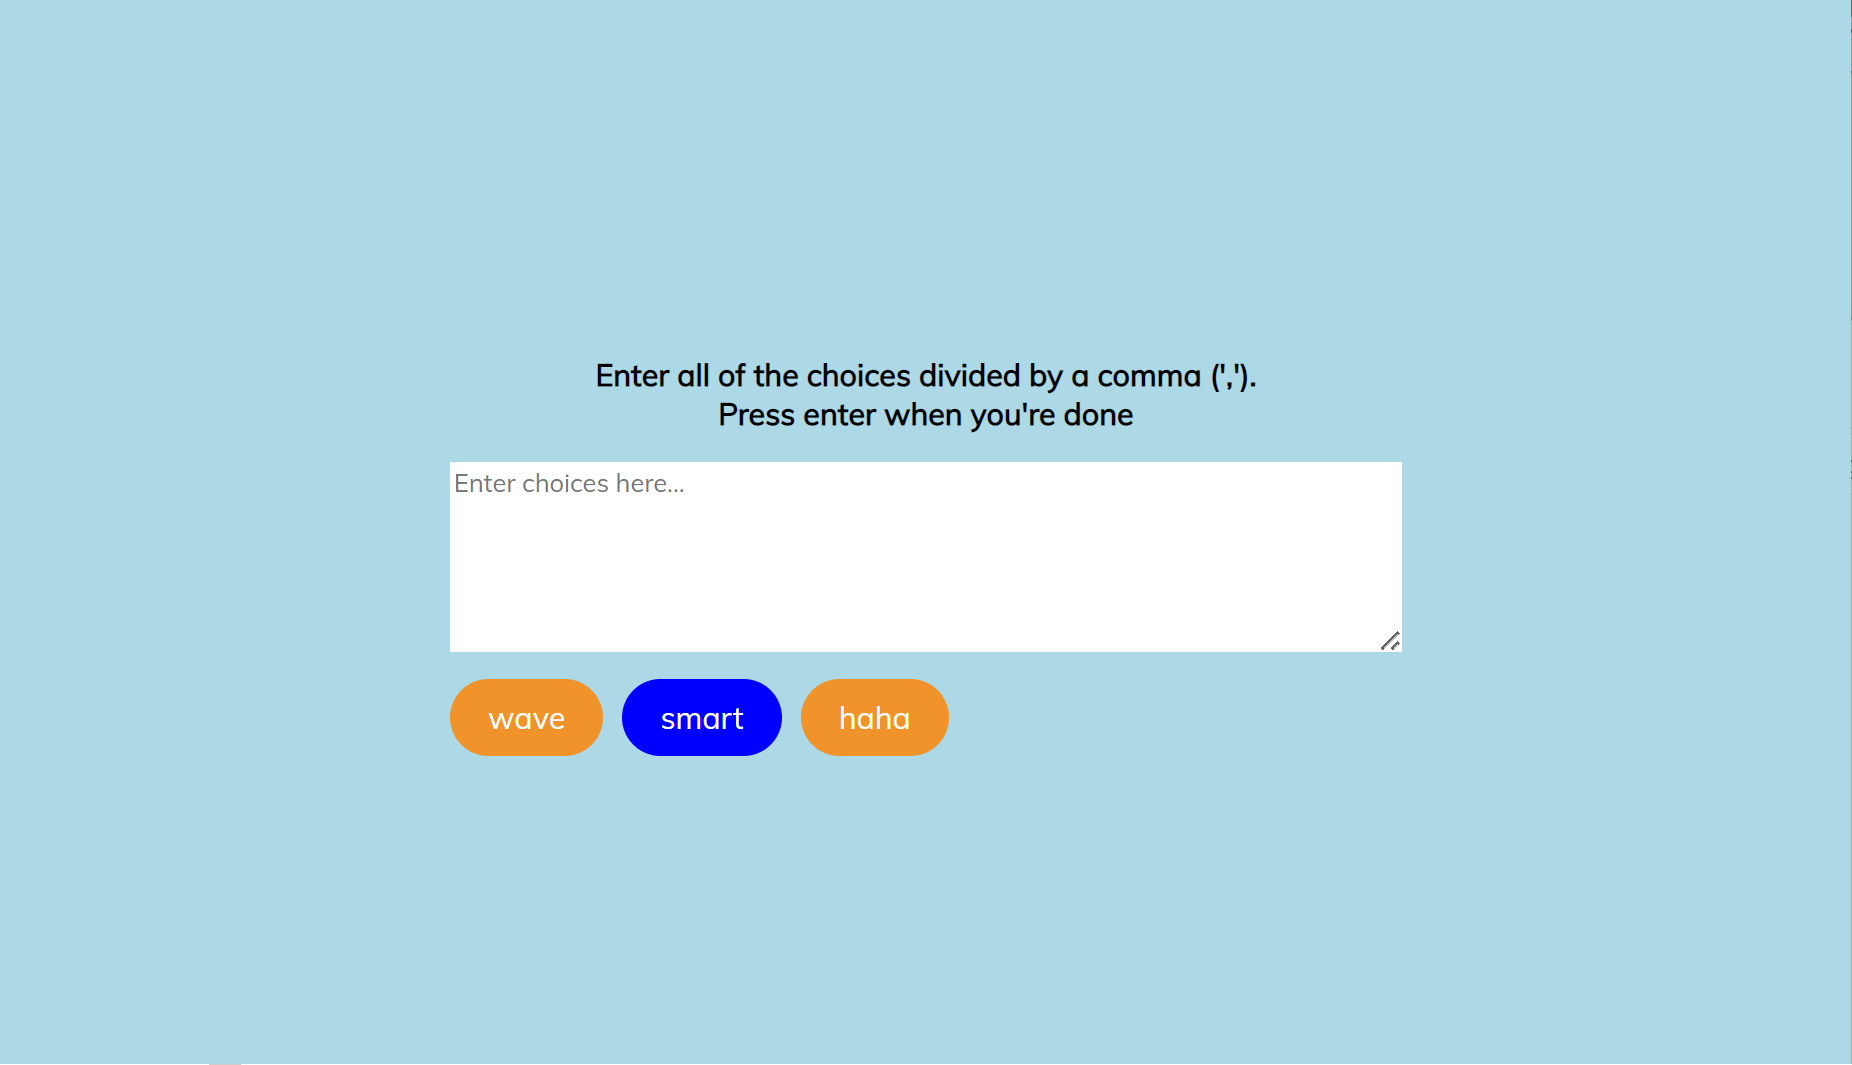 Enter all of the choices divided by a comma (',').
Press enter when you're done
Enter choices here...
wave smart haha